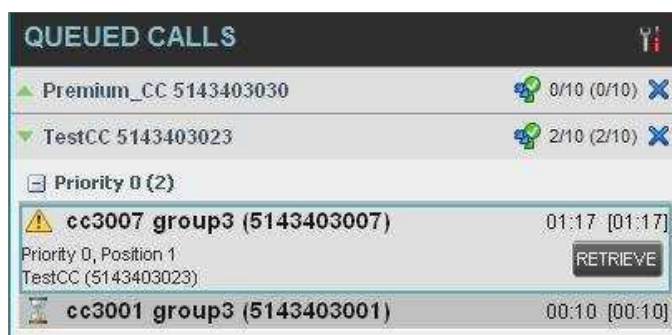 QUEUED CALLS
Premium_CC 5143403030 0/10 (0/10)
TestCC 5143403023 2/10 (2/10)
Priority 0 (2)
cc3007 group3 (5143403007) 01:17 [01:17]
Priority 0, Position 1 RETRIEVE
TestCC (5143403023)
cc3001 group3 (5143403001) 00:10 [00:10]